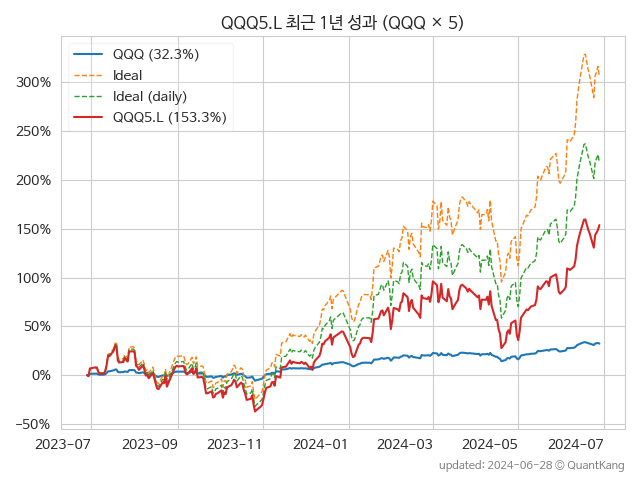 QQQ5.L 최근 1년 성과 (QQQ × 5)
QQQ (32.3%)
Ideal
Ideal (daily)
QQQ5.L (153.3%)
300%
250%
200%
150%
100%
50%
0%
−50%
2023-07 2023-09 2023-11 2024-01 2024-03 2024-05 2024-07
updated: 2024-06-28 © QuantKang